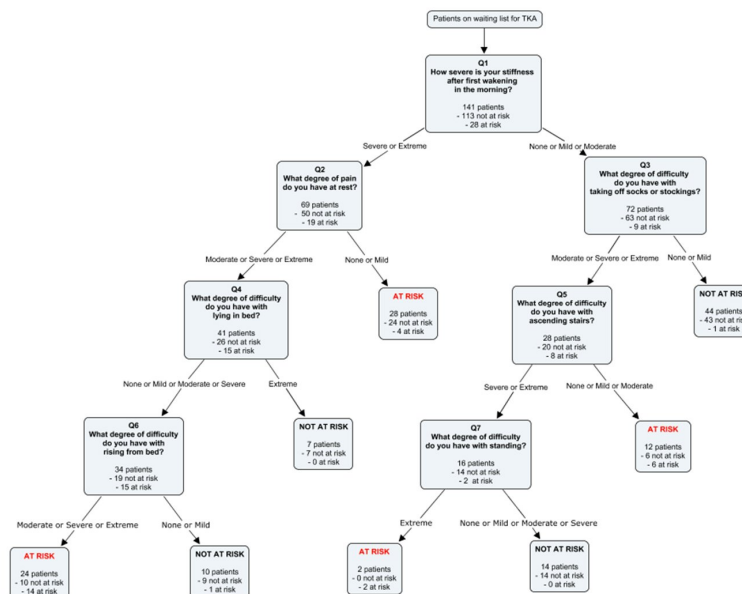 Patients on waiting list for TKA
Q1
How severe is your stiffness
after first wakening
in the morning?
141 patients
- 113 not at risk
- 28 at risk
Severe or Extreme
None or Mild or Moderate
Q2
What degree of pain
do you have at rest?
69 patients
- 50 not at risk
- 19 at risk
Q3
What degree of difficulty
do you have with
taking off socks or stockings?
72 patients
- 63 not at risk
- 9 at risk
Moderate or Severe or Extreme
None or Mild
Moderate or Severe or Extreme
None or Mild
Q4
What degree of difficulty
do you have with
lying in bed?
41 patients
- 26 not at risk
- 15 at risk
AT RISK
28 patients
- 24 not at risk
- 4 at risk
Q5
What degree of difficulty
do you have with
ascending stairs?
28 patients
- 20 not at risk
- 8 at risk
NOT AT RIS
44 patients
- 43 not at ris
- 1 at risk
None or Mild or Moderate or Severe
Extreme
Severe or Extreme
None or Mild or Moderate
Q6
What degree of difficulty
do you have with
rising from bed?
34 patients
- 19 not at risk
- 15 at risk
NOT AT RISK
7 patients
- 7 not at risk
- 0 at risk
Q7
What degree of difficulty
do you have with standing?
16 patients
- 14 not at risk
- 2 at risk
AT RISK
12 patients
- 6 not at risk
- 6 at risk
Moderate or Severe or Extreme
None or Mild
Extreme
None or Mild or Moderate or Severe
AT RISK
24 patients
- 10 not at risk
- 14 at risk
NOT AT RISK
10 patients
- 9 not at risk
- 1 at risk
AT RISK
2 patients
- 0 not at risk
- 2 at risk
NOT AT RISK
14 patients
- 14 not at risk
- 0 at risk